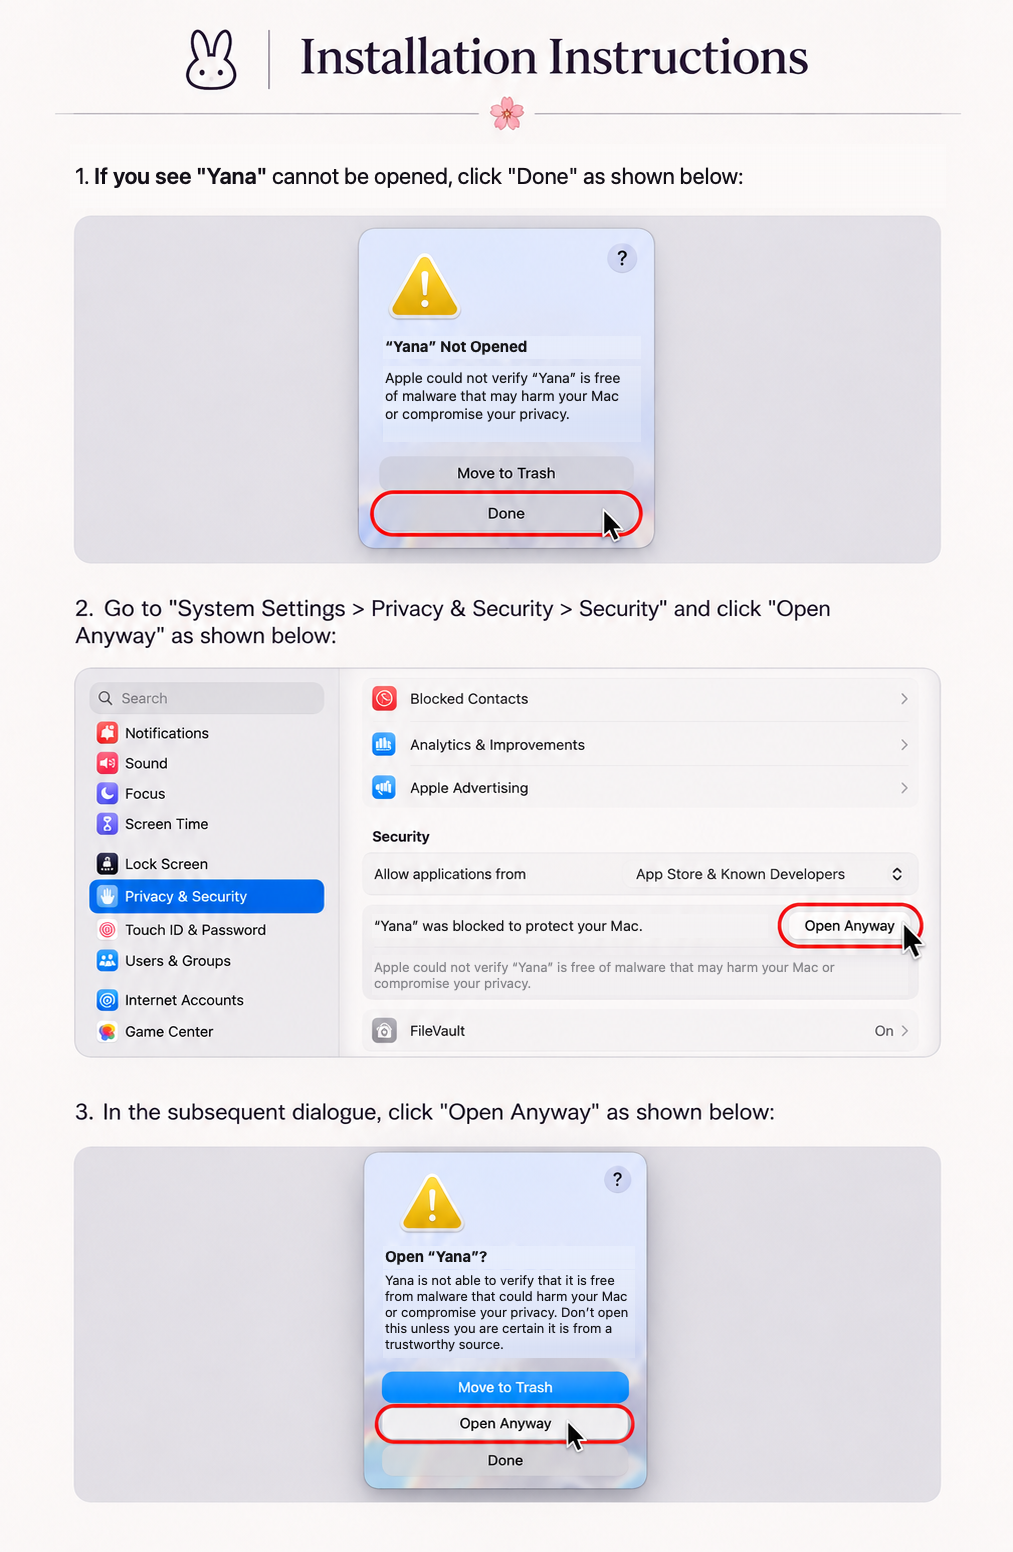 Installation Instructions
1. If you see "Yana" cannot be opened, click "Done" as shown below:
?
“Yana” Not Opened
Apple could not verify “Yana” is free
of malware that may harm your Mac
or compromise your privacy.
Move to Trash
Done
2. Go to "System Settings > Privacy & Security > Security" and click "Open
Anyway" as shown below:
Search
Notifications
Sound
Focus
Screen Time
Lock Screen
Privacy & Security
Touch ID & Password
Users & Groups
Internet Accounts
Game Center
Blocked Contacts
Analytics & Improvements
Apple Advertising
Security
Allow applications from App Store & Known Developers
“Yana” was blocked to protect your Mac. Open Anyway
Apple could not verify “Yana” is free of malware that may harm your Mac or
compromise your privacy.
FileVault On
3. In the subsequent dialogue, click "Open Anyway" as shown below:
?
Open “Yana”?
Yana is not able to verify that it is free
from malware that could harm your Mac
or compromise your privacy. Don’t open
this unless you are certain it is from a
trustworthy source.
Move to Trash
Open Anyway
Done